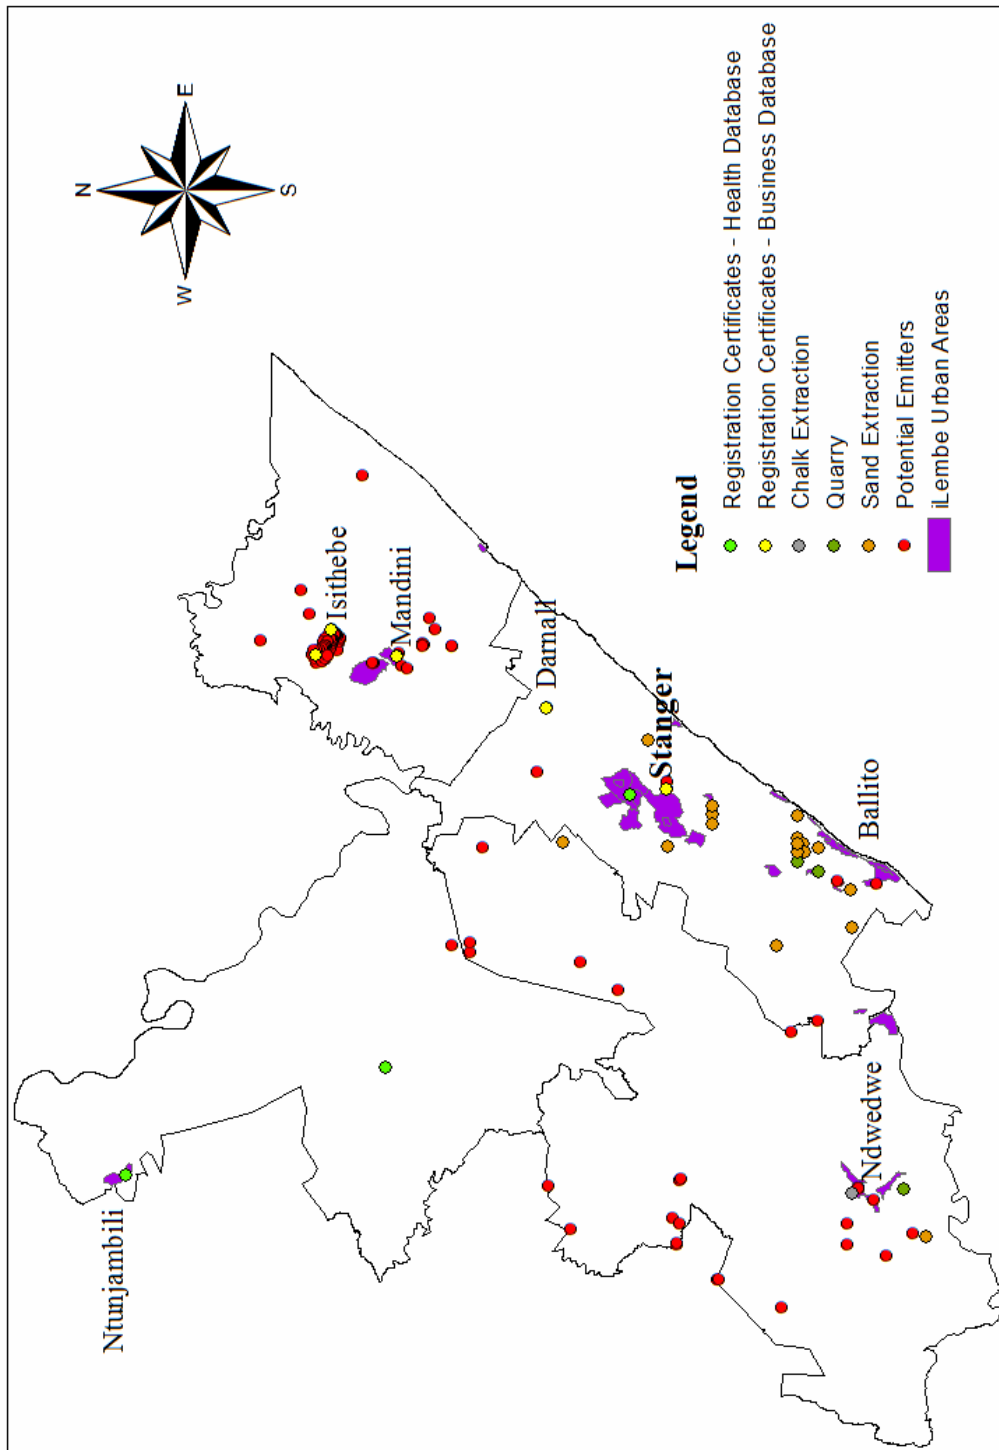 N
W
E
S
Ntunjambili
Isithebe
Mandini
Darnall
Stanger
Ballito
Ndwedwe
Legend
Registration Certificates - Health Database
Registration Certificates - Business Database
Chalk Extraction
Quarry
Sand Extraction
Potential Emitters
iLembe Urban Areas